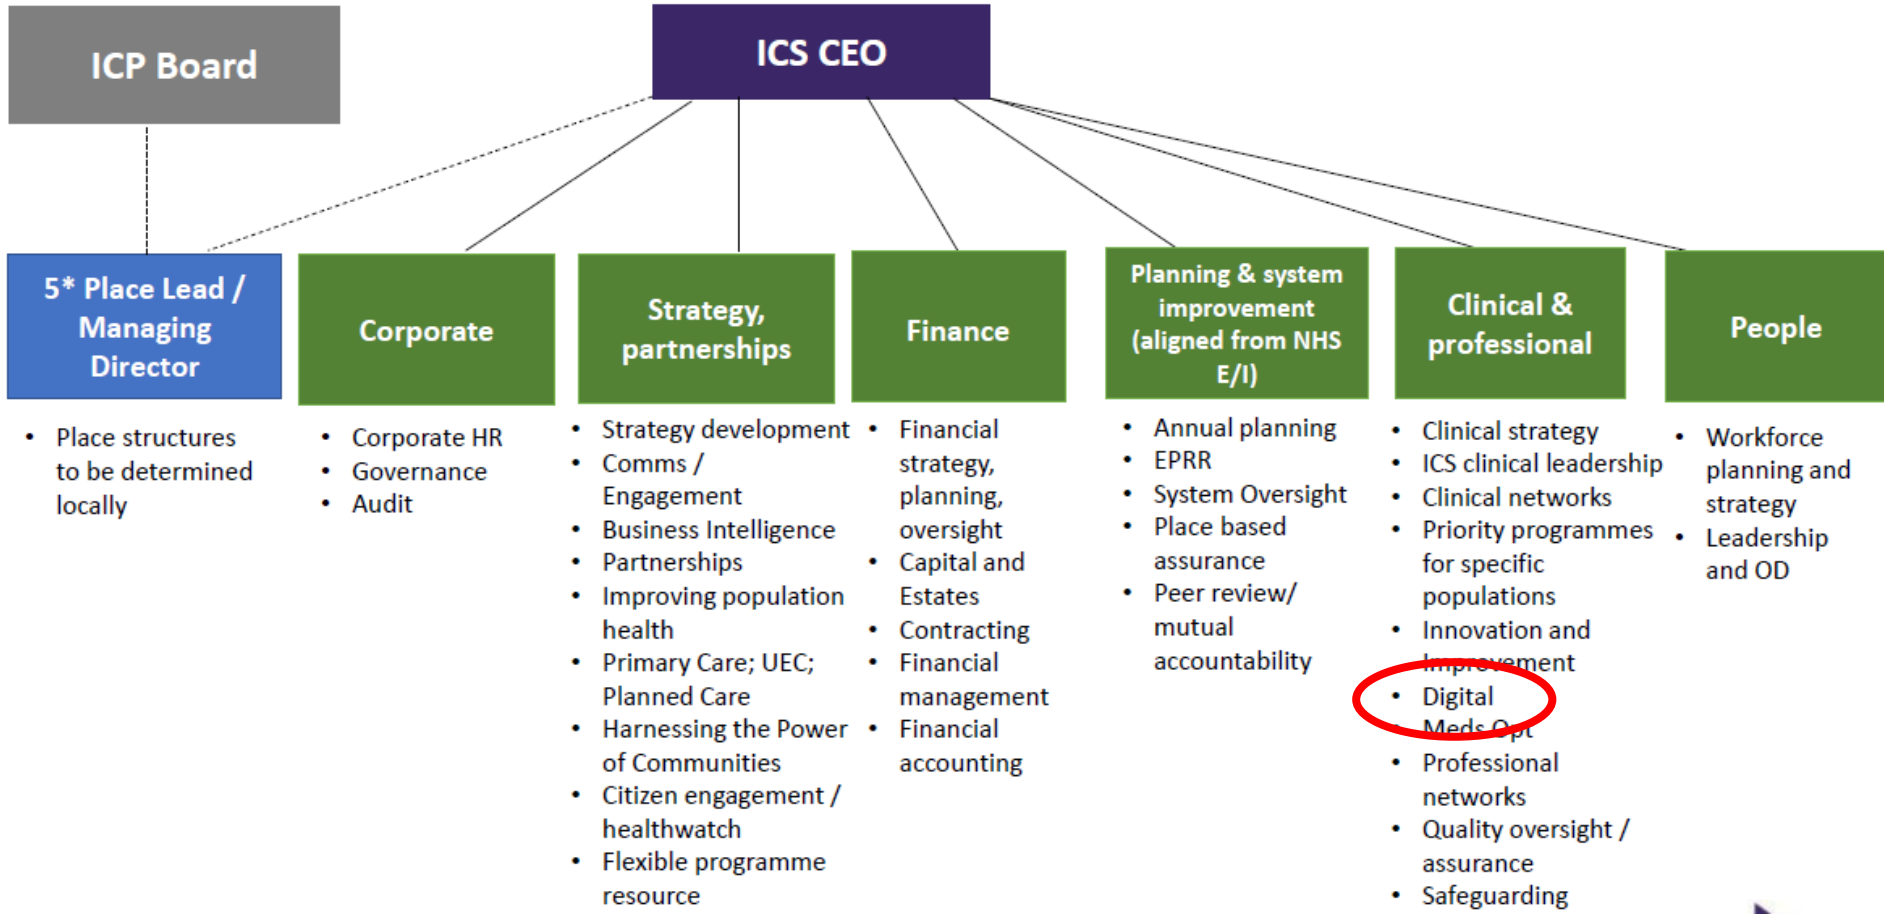 ICP Board
ICS CEO
5* Place Lead /
Managing
Director
• Place structures
to be determined
locally
Corporate
• Corporate HR
• Governance
• Audit
Strategy,
partnerships
• Strategy development
• Comms /
Engagement
• Business Intelligence
• Partnerships
• Improving population
health
• Primary Care; UEC;
Planned Care
• Harnessing the Power
of Communities
• Citizen engagement /
healthwatch
• Flexible programme
resource
Finance
• Financial
strategy,
planning,
oversight
• Capital and
Estates
• Contracting
• Financial
management
• Financial
accounting
Planning & system
improvement
(aligned from NHS
E/I)
• Annual planning
• EPRR
• System Oversight
• Place based
assurance
• Peer review/
mutual
accountability
Clinical &
professional
• Clinical strategy
• ICS clinical leadership
• Clinical networks
• Priority programmes
for specific
populations
• Innovation and
Improvement
• Digital
• Meds Opt
• Professional
networks
• Quality oversight /
assurance
• Safeguarding
People
• Workforce
planning and
strategy
• Leadership
and OD